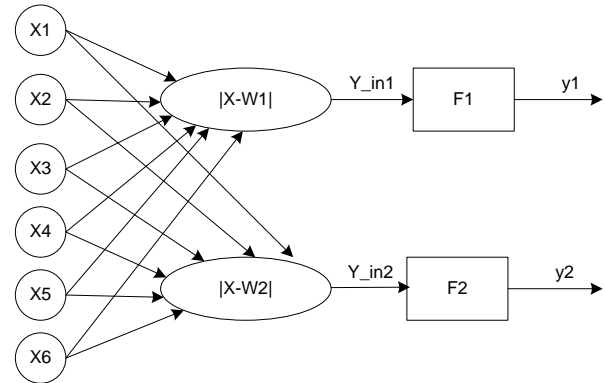 X1
X2
X3
X4
X5
X6
|X-W1|
Y_in1
F1
y1
|X-W2|
Y_in2
F2
y2